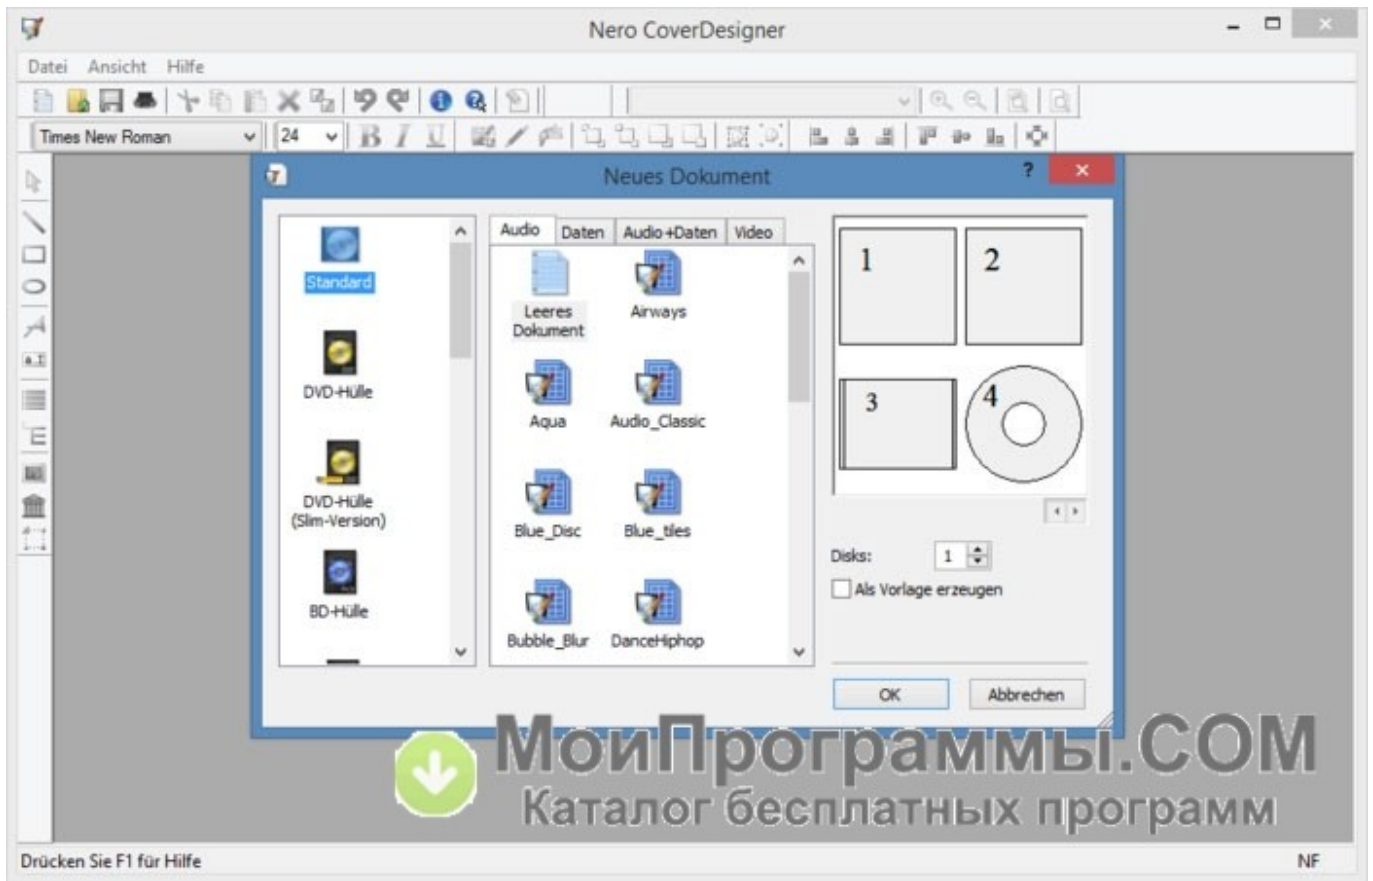 Nero CoverDesigner
Datei Ansicht Hilfe
Times New Roman 24 B I U
Neues Dokument ?
Standard
DVD-Hülle
DVD-Hülle
(Slim-Version)
BD-Hülle
Audio Daten Audio+Daten Video
Leeres
Dokument
Airways
Aqua Audio_Classic
Blue_Disc Blue_tiles
Bubble_Blur DanceHiphop
1 2
3 4
Disks: 1
Als Vorlage erzeugen
OK Abbrechen
МоиПрограммы.COM
Каталог бесплатных программ
Drücken Sie F1 für Hilfe NF